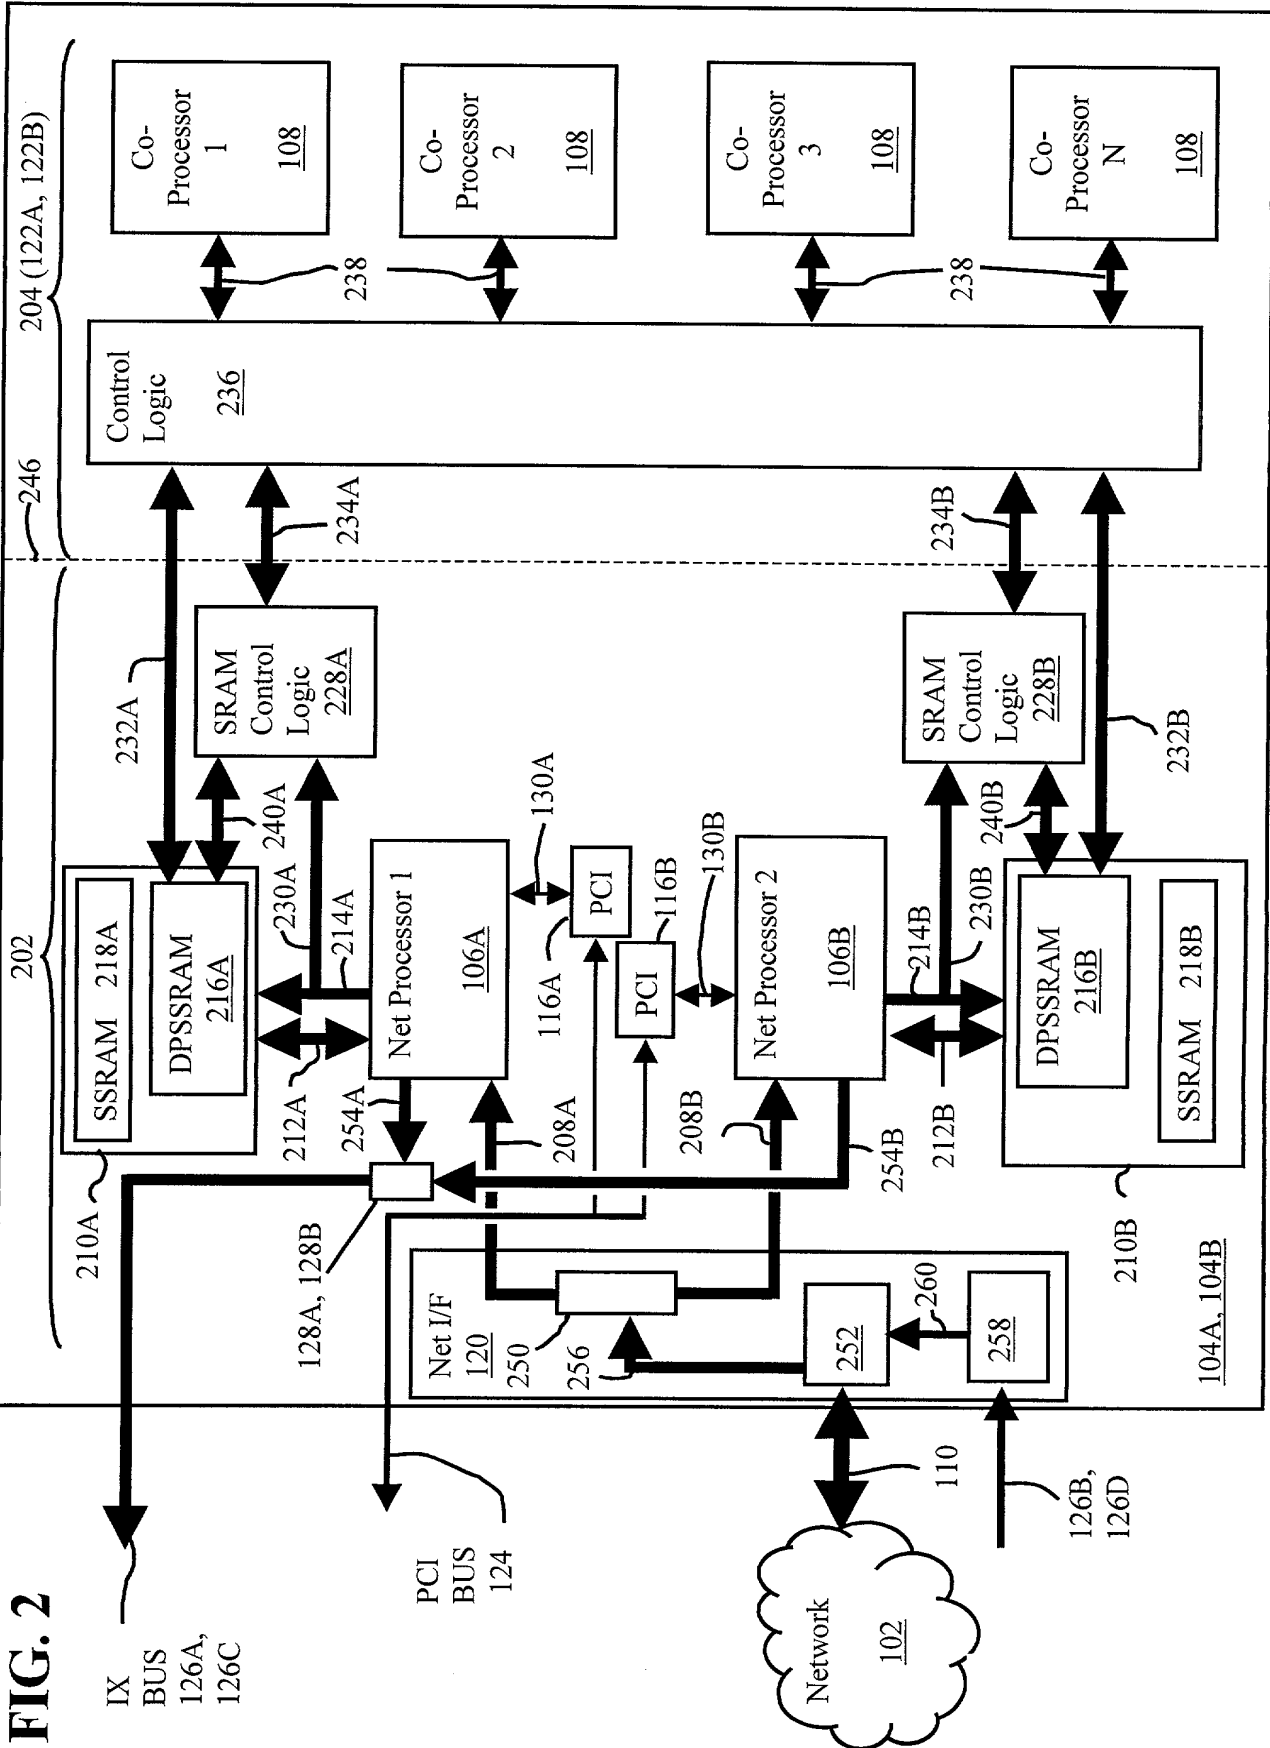 FIG. 2
202
204 (122A, 122B)
246
IX
BUS
126A,
126C
PCI
BUS
124
Network
102
110
126B,
126D
Net I/F
120
250
256
252
260
258
104A, 104B
128A, 128B
210A
SSRAM 218A
DPSSRAM
216A
212A
254A
208A
230A
214A
240A
232A
SRAM
Control
Logic
228A
234A
Net Processor 1
106A
130A
PCI
116A
PCI
116B
130B
Net Processor 2
106B
208B
254B
212B
214B
230B
240B
232B
SRAM
Control
Logic
228B
234B
DPSSRAM
216B
SSRAM 218B
210B
Control
Logic
236
238
238
Co-
Processor
1
108
Co-
Processor
2
108
Co-
Processor
3
108
Co-
Processor
N
108